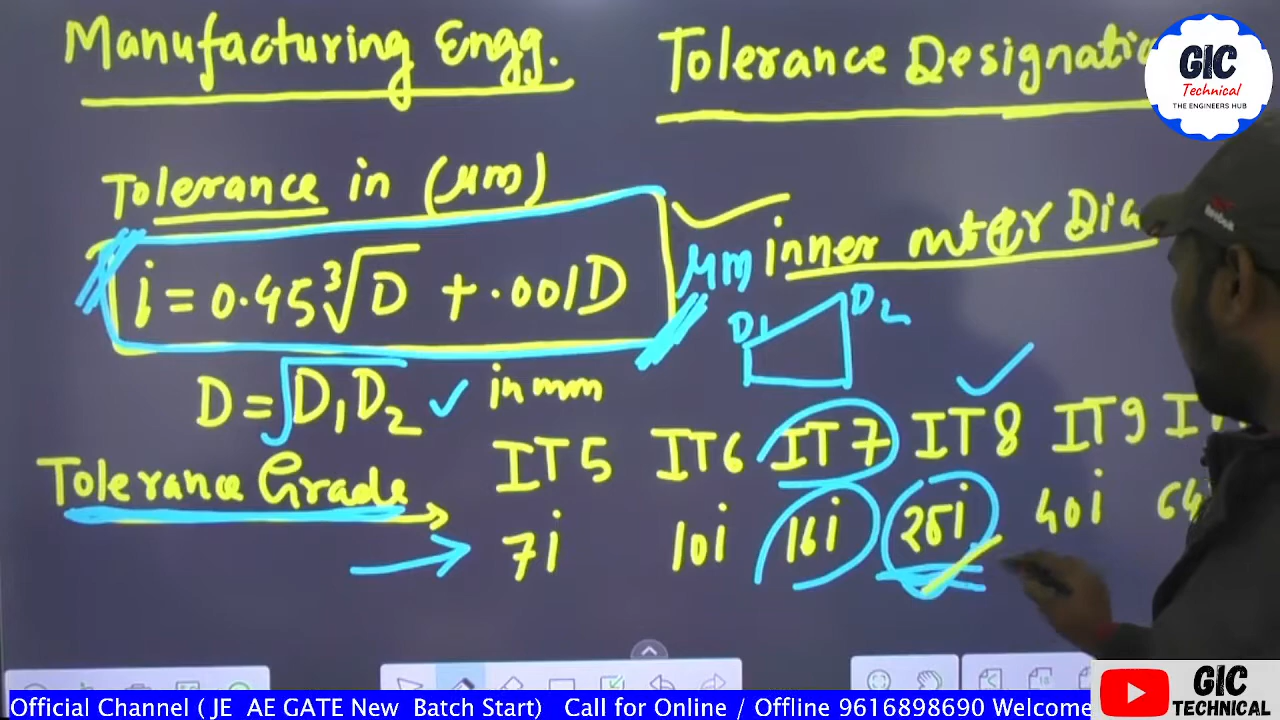 Manufacturing Engg.
Tolerance Designatio
GIC
Technical
THE ENGINEERS HUB
Tolerance in (μm)
i = 0.45 ∛D + .001D
μm
inner mter Dia
D1
D2
D = √D₁D₂ in mm
Tolerance Grade
IT5 IT6 IT7 IT8 IT9
7i 10i 16i 25i 40i 64
Official Channel ( JE AE GATE New Batch Start) Call for Online / Offline 9616898690 Welcome
GIC
TECHNICAL